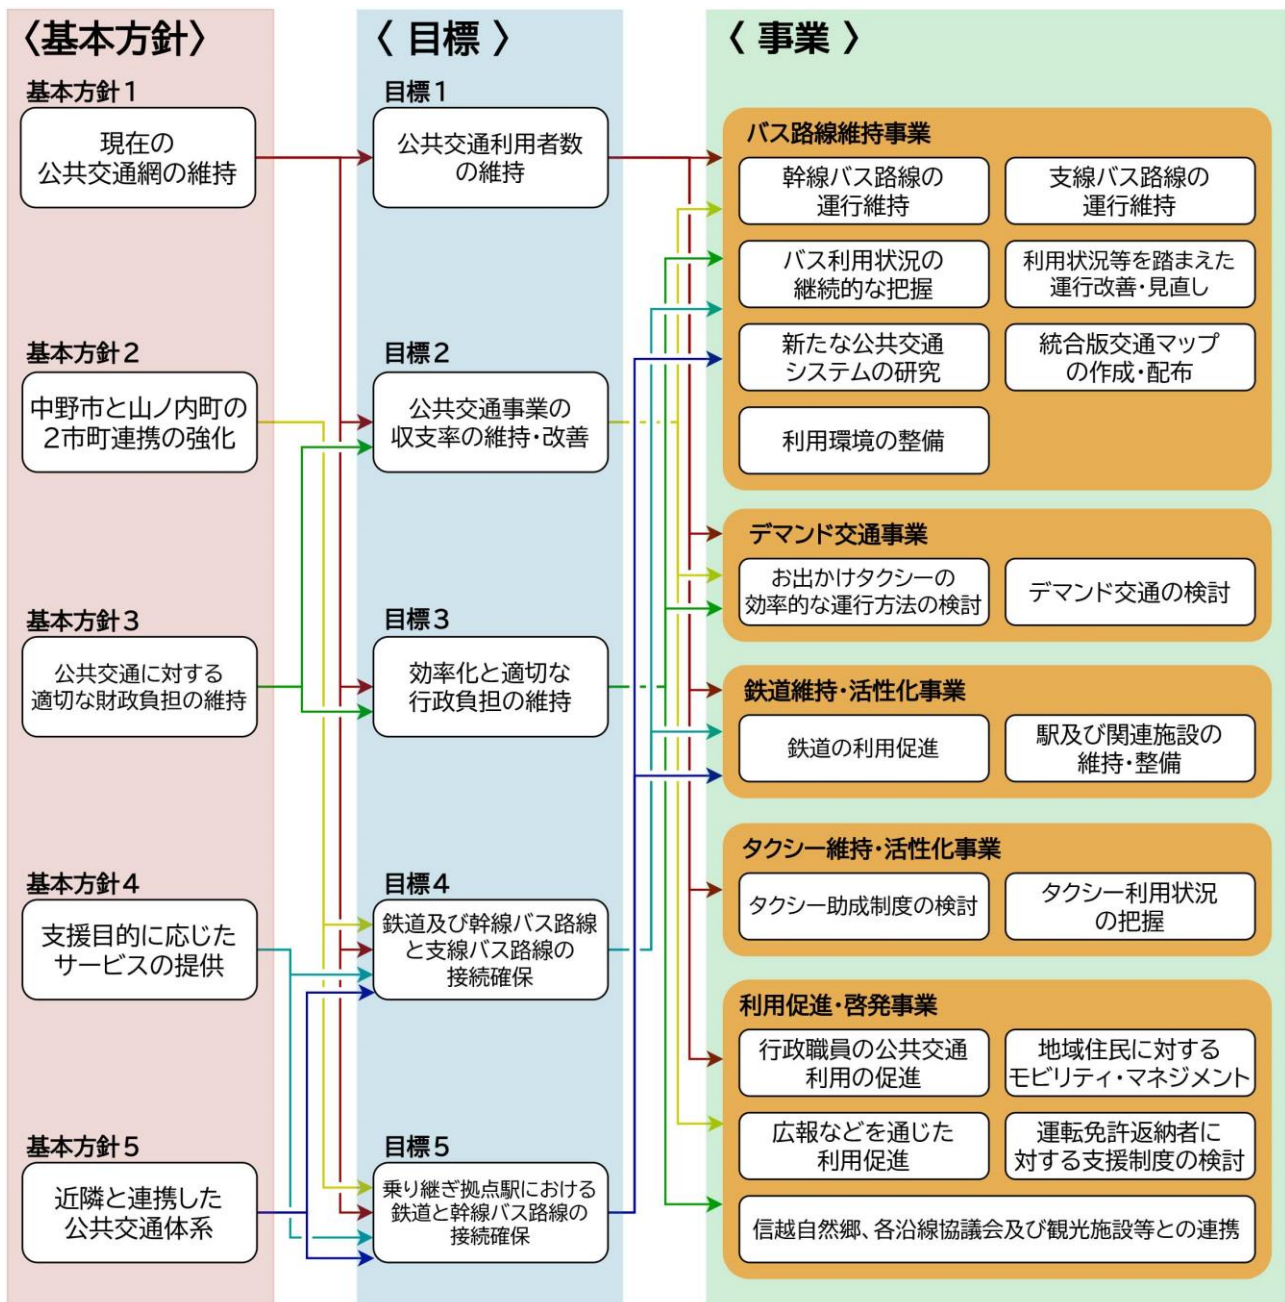 〈基本方針〉
基本方針1
現在の
公共交通網の維持
基本方針2
中野市と山ノ内町の
2市町連携の強化
基本方針3
公共交通に対する
適切な財政負担の維持
基本方針4
支援目的に応じた
サービスの提供
基本方針5
近隣と連携した
公共交通体系
〈 目標 〉
目標1
公共交通利用者数
の維持
目標2
公共交通事業の
収支率の維持・改善
目標3
効率化と適切な
行政負担の維持
目標4
鉄道及び幹線バス路線
と支線バス路線の
接続確保
目標5
乗り継ぎ拠点駅における
鉄道と幹線バス路線の
接続確保
〈 事業 〉
バス路線維持事業
幹線バス路線の
運行維持
支線バス路線の
運行維持
バス利用状況の
継続的な把握
利用状況等を踏まえた
運行改善・見直し
新たな公共交通
システムの研究
統合版交通マップ
の作成・配布
利用環境の整備
デマンド交通事業
お出かけタクシーの
効率的な運行方法の検討
デマンド交通の検討
鉄道維持・活性化事業
鉄道の利用促進
駅及び関連施設の
維持・整備
タクシー維持・活性化事業
タクシー助成制度の検討
タクシー利用状況
の把握
利用促進・啓発事業
行政職員の公共交通
利用の促進
地域住民に対する
モビリティ・マネジメント
広報などを通じた
利用促進
運転免許返納者に
対する支援制度の検討
信越自然郷、各沿線協議会及び観光施設等との連携